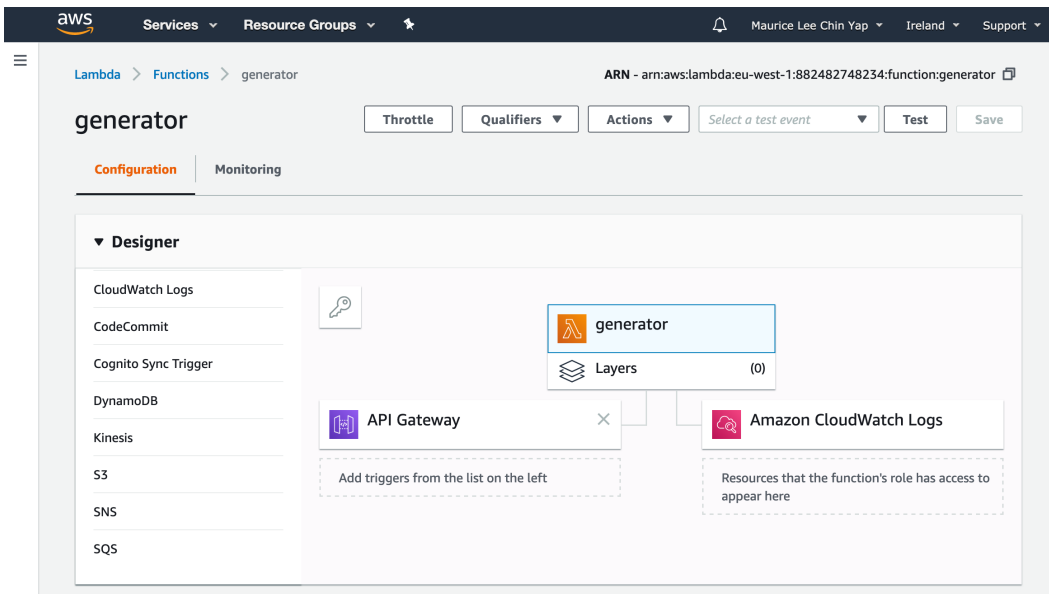 aws Services Resource Groups Maurice Lee Chin Yap Ireland Support
Lambda Functions generator ARN - arn:aws:lambda:eu-west-1:882482748234:function:generator
generator Throttle Qualifiers Actions Select a test event Test Save
Configuration Monitoring
Designer
CloudWatch Logs
CodeCommit
Cognito Sync Trigger
DynamoDB
Kinesis
S3
SNS
SQS
generator
Layers (0)
API Gateway
Add triggers from the list on the left
Amazon CloudWatch Logs
Resources that the function's role has access to
appear here